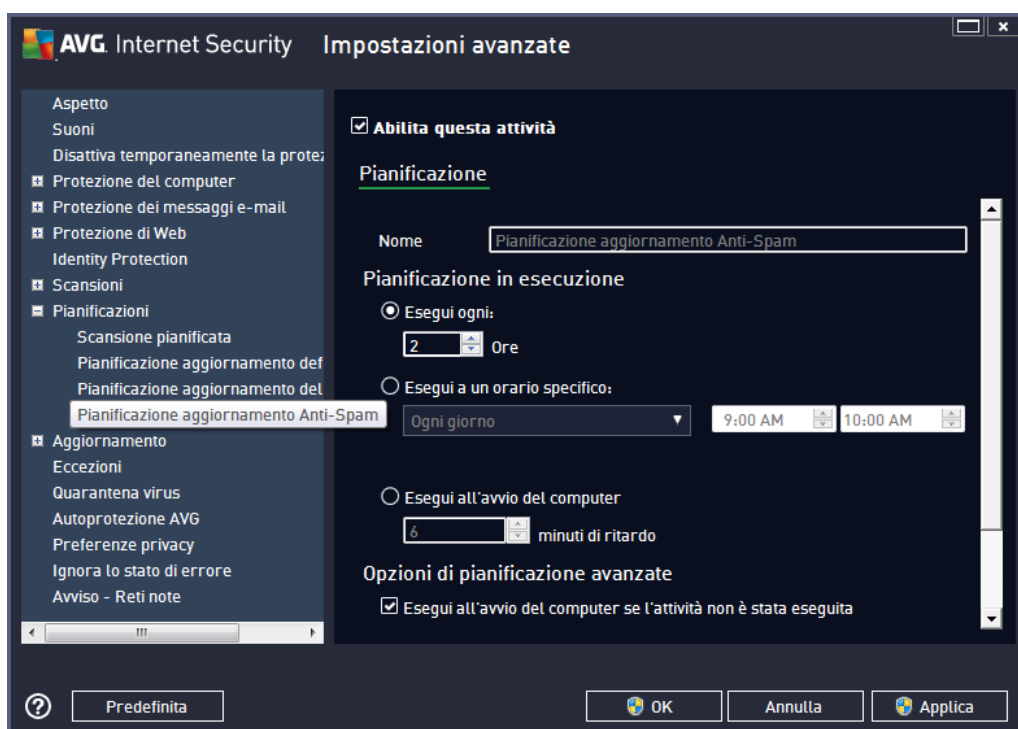 AVG. Internet Security Impostazioni avanzate
Aspetto
Suoni
Disattiva temporaneamente la protez
Protezione del computer
Protezione dei messaggi e-mail
Protezione di Web
Identity Protection
Scansioni
Pianificazioni
Scansione pianificata
Pianificazione aggiornamento def
Pianificazione aggiornamento del
Pianificazione aggiornamento Anti-Spam
Aggiornamento
Eccezioni
Quarantena virus
Autoprotezione AVG
Preferenze privacy
Ignora lo stato di errore
Avviso - Reti note
Abilita questa attività
Pianificazione
Nome Pianificazione aggiornamento Anti-Spam
Pianificazione in esecuzione
Esegui ogni:
2 Ore
Esegui a un orario specifico:
Ogni giorno 9:00 AM 10:00 AM
Esegui all'avvio del computer
6 minuti di ritardo
Opzioni di pianificazione avanzate
Esegui all'avvio del computer se l'attività non è stata eseguita
? Predefinita OK Annulla Applica